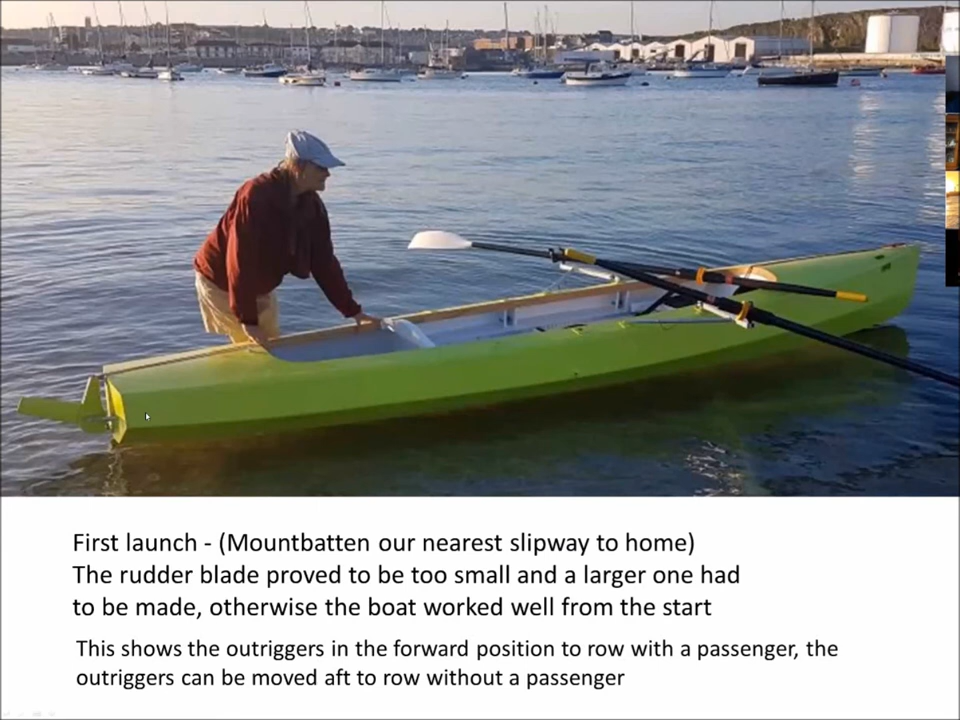 First launch - (Mountbatten our nearest slipway to home)
The rudder blade proved to be too small and a larger one had
to be made, otherwise the boat worked well from the start
This shows the outriggers in the forward position to row with a passenger, the
outriggers can be moved aft to row without a passenger